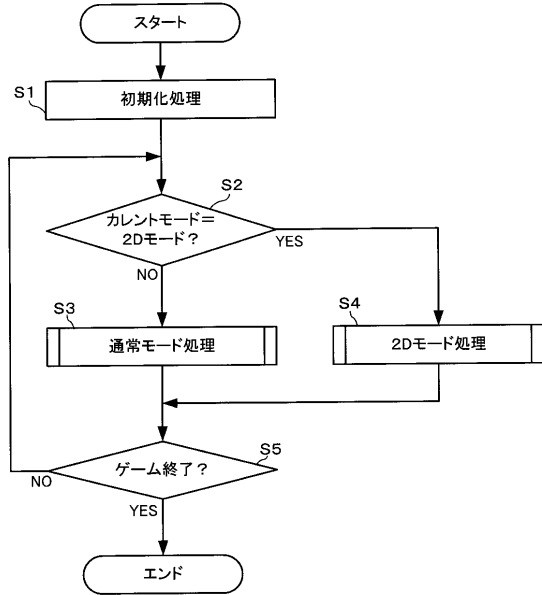 スタート
S1
初期化処理
S2
カレントモード＝
2Dモード？
YES
NO
S3
通常モード処理
S4
2Dモード処理
S5
ゲーム終了？
NO
YES
エンド